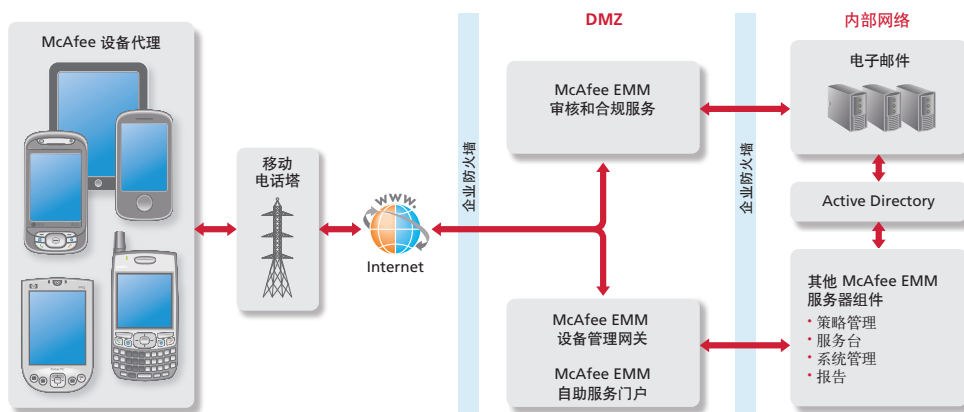 McAfee 设备代理
移动
电话塔
WWW.
Internet
企业防火墙
DMZ
McAfee EMM
审核和合规服务
McAfee EMM
设备管理网关
McAfee EMM
自助服务门户
企业防火墙
内部网络
电子邮件
Active Directory
其他 McAfee EMM
服务器组件
• 策略管理
• 服务台
• 系统管理
• 报告